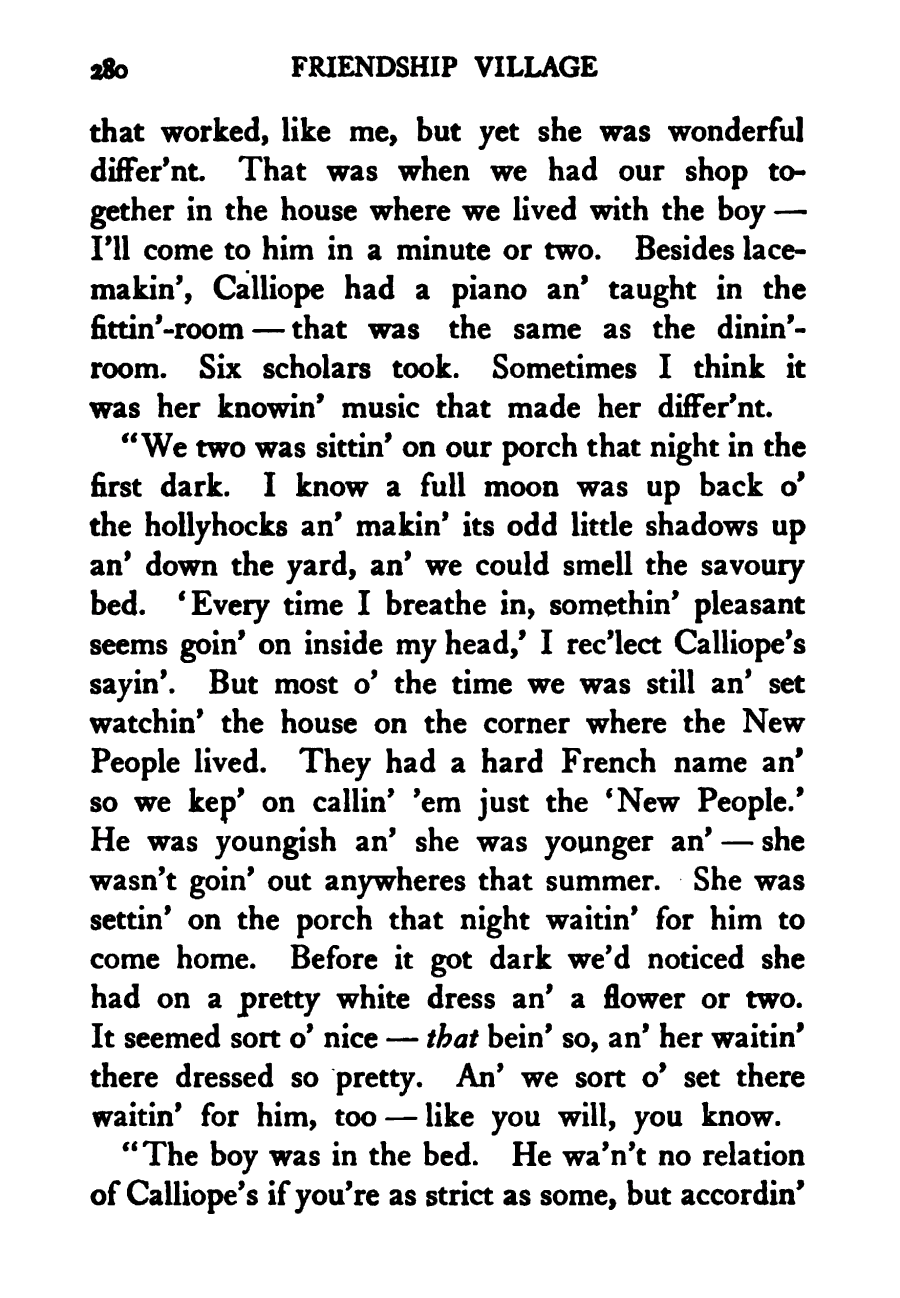 280 FRIENDSHIP VILLAGE
that worked, like me, but yet she was wonderful
differ'nt. That was when we had our shop to-
gether in the house where we lived with the boy —
I'll come to him in a minute or two. Besides lace-
makin', Calliope had a piano an' taught in the
fittin'-room — that was the same as the dinin'-
room. Six scholars took. Sometimes I think it
was her knowin' music that made her differ'nt.
"We two was sittin' on our porch that night in the
first dark. I know a full moon was up back o'
the hollyhocks an' makin' its odd little shadows up
an' down the yard, an' we could smell the savoury
bed. 'Every time I breathe in, somethin' pleasant
seems goin' on inside my head,' I rec'lect Calliope's
sayin'. But most o' the time we was still an' set
watchin' the house on the corner where the New
People lived. They had a hard French name an'
so we kep' on callin' 'em just the 'New People.'
He was youngish an' she was younger an' — she
wasn't goin' out anywheres that summer. She was
settin' on the porch that night waitin' for him to
come home. Before it got dark we'd noticed she
had on a pretty white dress an' a flower or two.
It seemed sort o' nice — that bein' so, an' her waitin'
there dressed so pretty. An' we sort o' set there
waitin' for him, too — like you will, you know.
"The boy was in the bed. He wa'n't no relation
of Calliope's if you're as strict as some, but accordin'